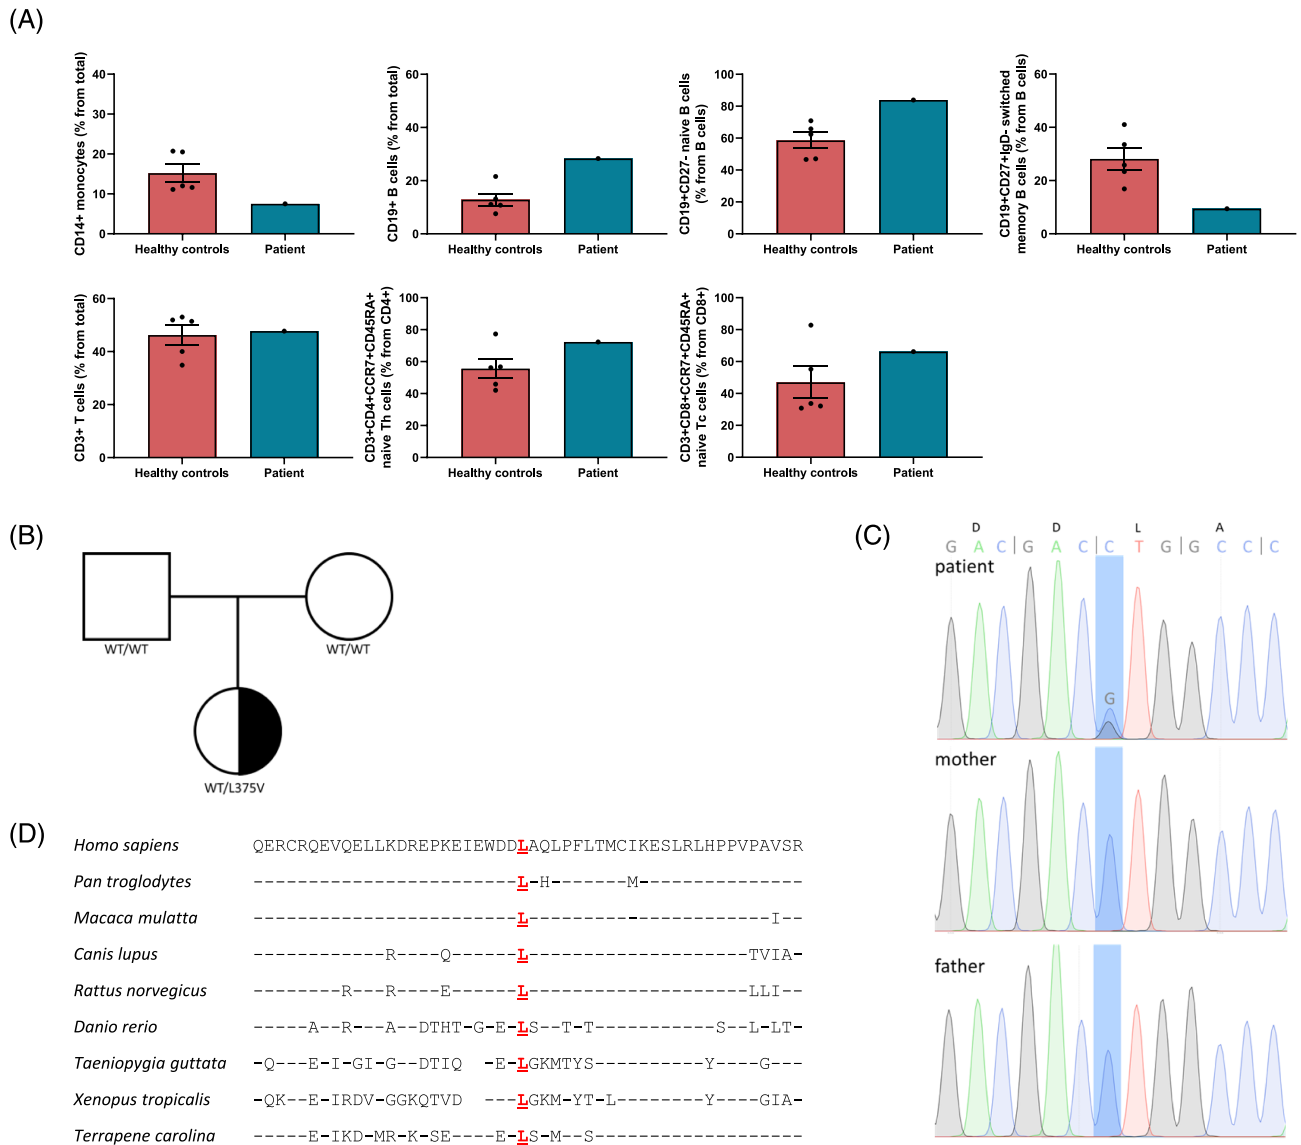 (A)
CD14+ monocytes (% from total)
40
30
20
10
0
Healthy controls Patient
CD19+ B cells (% from total)
60
40
20
0
Healthy controls Patient
CD19+CD27- naive B cells
(% from B cells)
100
80
60
40
20
0
Healthy controls Patient
CD19+CD27+IgD- switched
memory B cells (% from B cells)
60
40
20
0
Healthy controls Patient
CD3+ T cells (% from total)
60
40
20
0
Healthy controls Patient
CD3+CD4+CCR7+CD45RA+
naive Th cells (% from CD4+)
100
80
60
40
20
0
Healthy controls Patient
CD3+CD8+CCR7+CD45RA+
naive Tc cells (% from CD8+)
100
80
60
40
20
0
Healthy controls Patient
(B)
WT/WT WT/WT
WT/L375V
(C)
D D L A
G A C | G A C | C T G | G C C C
patient
G
mother
father
(D)
Homo sapiens QERCRQEVQELLKDREPKEIEWDDLAQLPFLTMCIKESLRLHPPVPAVSR
Pan troglodytes ------------------------L-H-------M---------------
Macaca mulatta ------------------------L----------------------I--
Canis lupus ------------R----Q------L--------------------TVIA-
Rattus norvegicus --------R---R----E------L--------------------LLI--
Danio rerio -----A--R---A--DTHT-G-E-LS--T-T-----------S--L-LT-
Taeniopygia guttata -Q---E-I-GI-G--DTIQ -E-LGKMTYS----------Y----G---
Xenopus tropicalis -QK--E-IRDV-GGKQTVD ----LGKM-YT-L--------Y----GIA-
Terrapene carolina -----E-IKD-MR-K-SE----E-LS-M--S-------------------